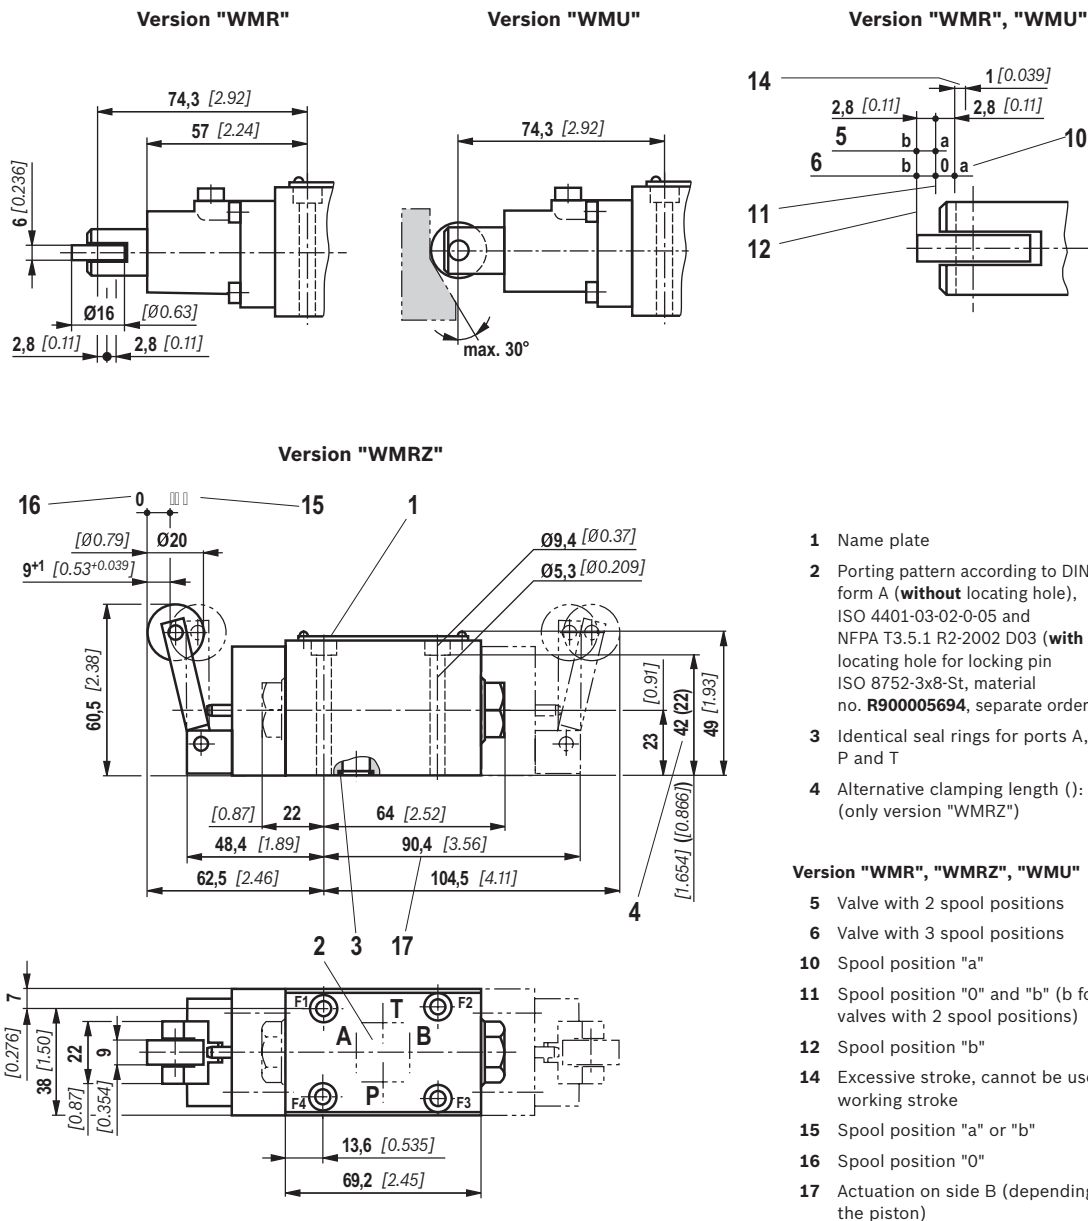 Version "WMR"
Version "WMU"
Version "WMR", "WMU"
74,3 [2.92]
57 [2.24]
6 [0.236]
Ø16 [Ø0.63]
2,8 [0.11] 2,8 [0.11]
74,3 [2.92]
max. 30°
14 1 [0.039]
2,8 [0.11] 2,8 [0.11]
5 b a 10
6 b 0 a
11
12
Version "WMRZ"
16 0 15 1
[Ø0.79] Ø20
9+1 [0.53+0.039]
Ø9,4 [Ø0.37]
Ø5,3 [Ø0.209]
60,5 [2.38]
23 [0.91]
42 (22) [1.654] ([0.866])
49 [1.93]
[0.87] 22 64 [2.52]
48,4 [1.89] 90,4 [3.56]
62,5 [2.46] 104,5 [4.11]
4
2 3 17
7 [0.276]
38 [1.50]
22 [0.87]
9 [0.354]
F1 T F2
A B
F4 P F3
13,6 [0.535]
69,2 [2.45]
1 Name plate
2 Porting pattern according to DIN
form A (without locating hole),
ISO 4401-03-02-0-05 and
NFPA T3.5.1 R2-2002 D03 (with
locating hole for locking pin
ISO 8752-3x8-St, material
no. R900005694, separate order
3 Identical seal rings for ports A,
P and T
4 Alternative clamping length ():
(only version "WMRZ")
Version "WMR", "WMRZ", "WMU"
5 Valve with 2 spool positions
6 Valve with 3 spool positions
10 Spool position "a"
11 Spool position "0" and "b" (b fo
valves with 2 spool positions)
12 Spool position "b"
14 Excessive stroke, cannot be use
working stroke
15 Spool position "a" or "b"
16 Spool position "0"
17 Actuation on side B (depending
the piston)